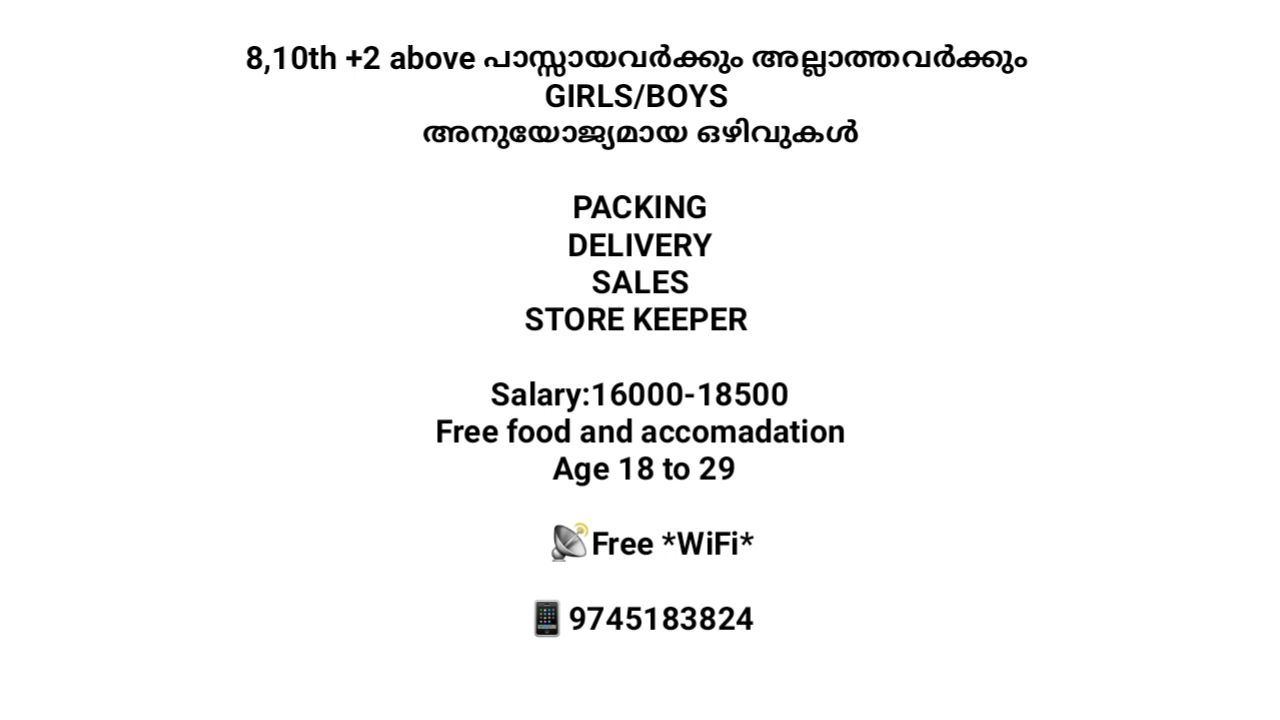 8,10th +2 above പാസ്സായവർക്കും അല്ലാത്തവർക്കും
GIRLS/BOYS
അനുയോജ്യമായ ഒഴിവുകൾ
PACKING
DELIVERY
SALES
STORE KEEPER
Salary:16000-18500
Free food and accomadation
Age 18 to 29
📡Free *WiFi*
📱9745183824